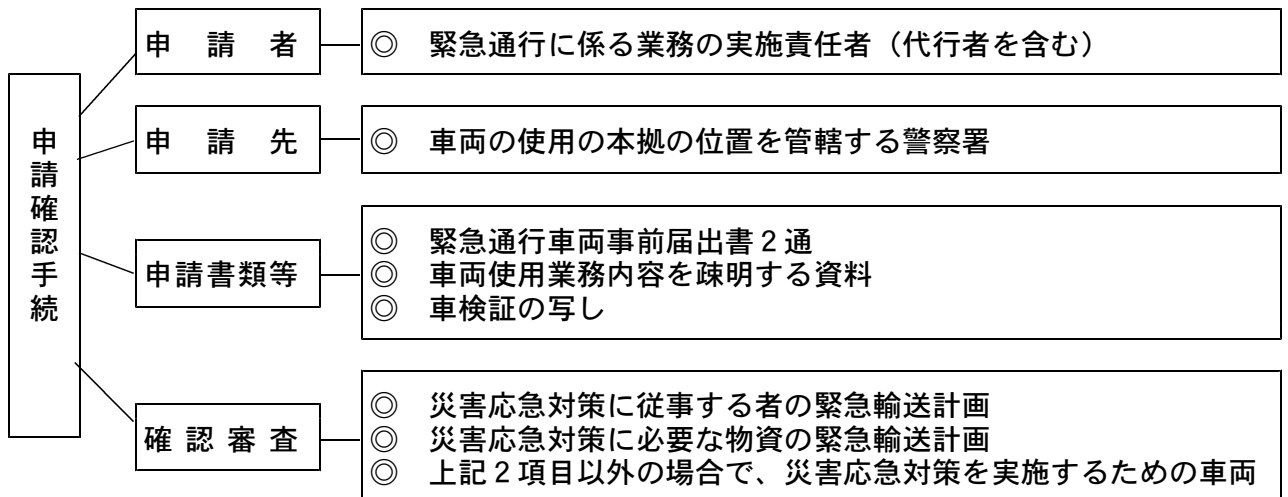 申請確認手続
申請者
◎ 緊急通行に係る業務の実施責任者（代行者を含む）
申請先
◎ 車両の使用の本拠の位置を管轄する警察署
申請書類等
◎ 緊急通行車両事前届出書２通
◎ 車両使用業務内容を疎明する資料
◎ 車検証の写し
確認審査
◎ 災害応急対策に従事する者の緊急輸送計画
◎ 災害応急対策に必要な物資の緊急輸送計画
◎ 上記２項目以外の場合で、災害応急対策を実施するための車両